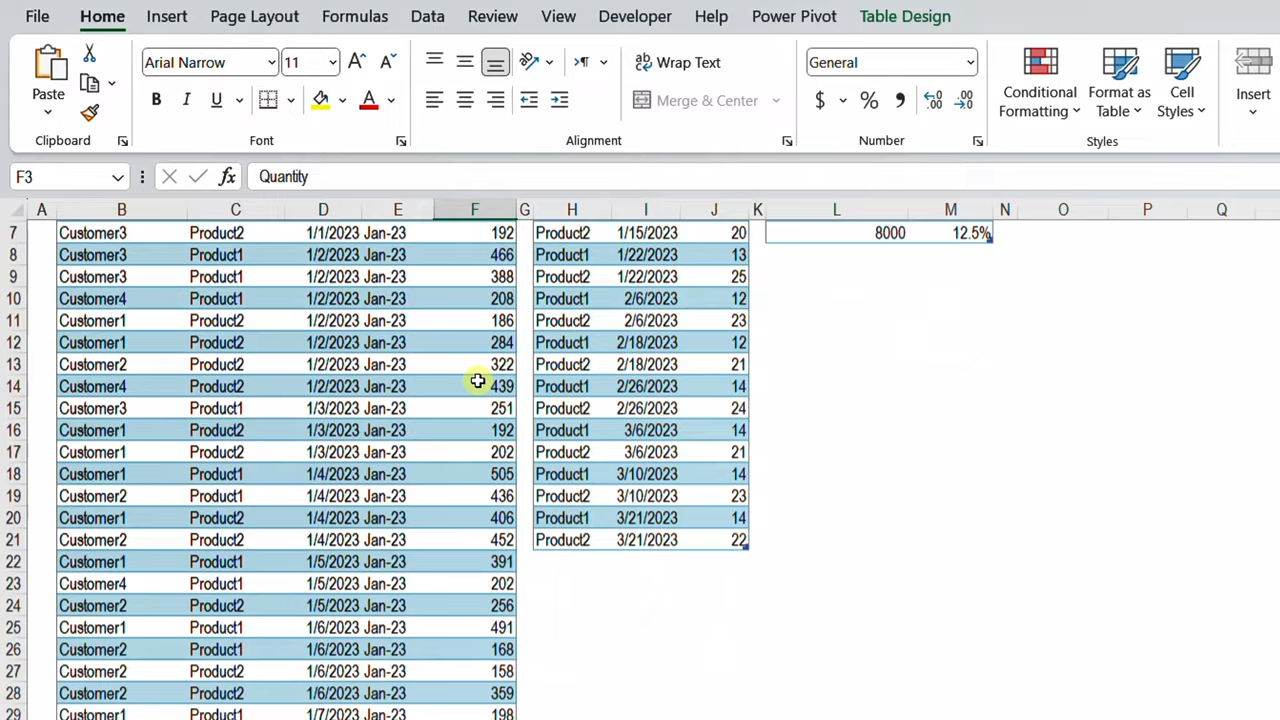 File Home Insert Page Layout Formulas Data Review View Developer Help Power Pivot Table Design
Arial Narrow 11 A A ab Wrap Text General
Paste B I U A Merge & Center $ % , Conditional Formatting Format as Table Cell Styles Insert
Clipboard Font Alignment Number Styles
F3 fx Quantity
A B C D E F G H I J K L M N O P Q
7 Customer3 Product2 1/1/2023 Jan-23 192 Product2 1/15/2023 20 8000 12.5%
8 Customer3 Product1 1/2/2023 Jan-23 466 Product1 1/22/2023 13
9 Customer3 Product1 1/2/2023 Jan-23 388 Product2 1/22/2023 25
10 Customer4 Product1 1/2/2023 Jan-23 208 Product1 2/6/2023 12
11 Customer1 Product2 1/2/2023 Jan-23 186 Product2 2/6/2023 23
12 Customer1 Product2 1/2/2023 Jan-23 284 Product1 2/18/2023 12
13 Customer2 Product2 1/2/2023 Jan-23 322 Product2 2/18/2023 21
14 Customer4 Product2 1/2/2023 Jan-23 439 Product1 2/26/2023 14
15 Customer3 Product1 1/3/2023 Jan-23 251 Product2 2/26/2023 24
16 Customer1 Product2 1/3/2023 Jan-23 192 Product1 3/6/2023 14
17 Customer1 Product2 1/3/2023 Jan-23 202 Product2 3/6/2023 21
18 Customer1 Product1 1/4/2023 Jan-23 505 Product1 3/10/2023 14
19 Customer2 Product1 1/4/2023 Jan-23 436 Product2 3/10/2023 23
20 Customer1 Product2 1/4/2023 Jan-23 406 Product1 3/21/2023 14
21 Customer2 Product2 1/4/2023 Jan-23 452 Product2 3/21/2023 22
22 Customer1 Product1 1/5/2023 Jan-23 391
23 Customer4 Product1 1/5/2023 Jan-23 202
24 Customer2 Product2 1/5/2023 Jan-23 256
25 Customer1 Product1 1/6/2023 Jan-23 491
26 Customer2 Product1 1/6/2023 Jan-23 168
27 Customer2 Product2 1/6/2023 Jan-23 158
28 Customer2 Product2 1/6/2023 Jan-23 359
29 Customer1 Product1 1/7/2023 Jan-23 198